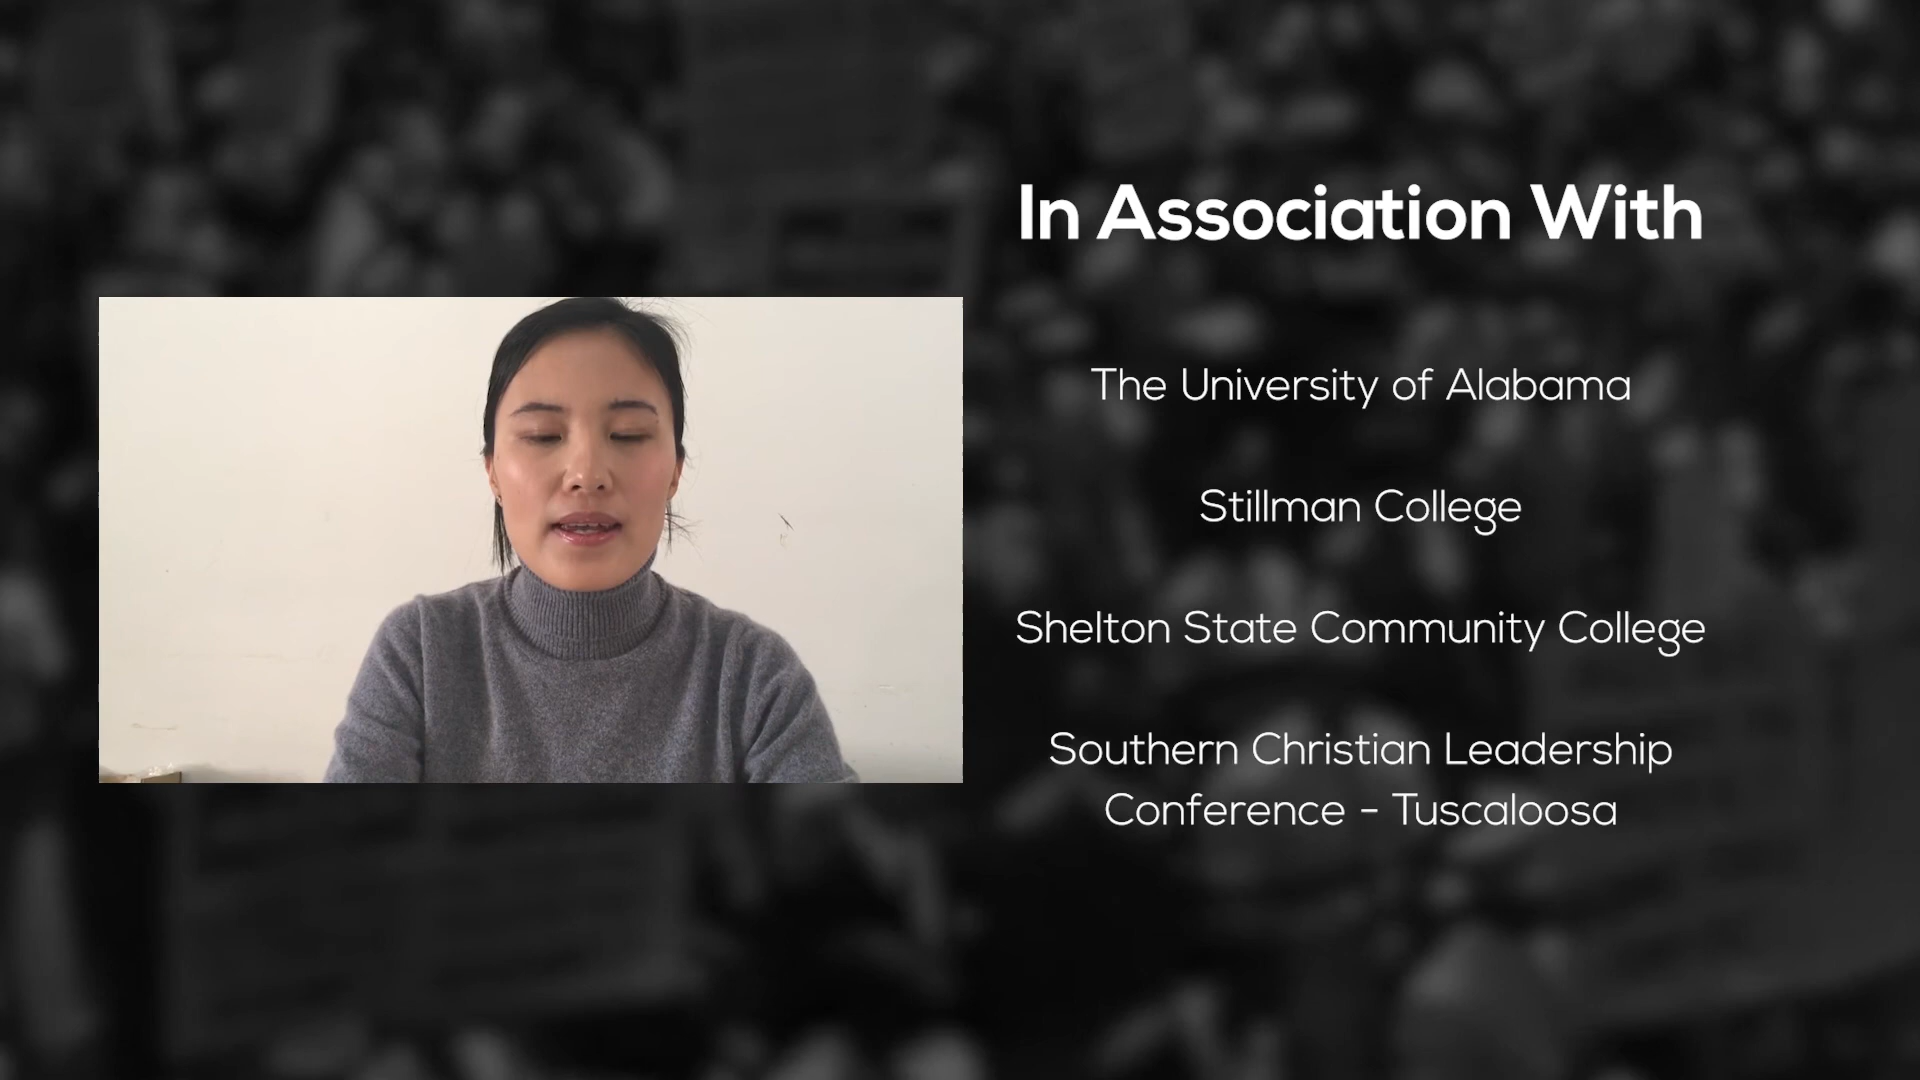 In Association With
The University of Alabama
Stillman College
Shelton State Community College
Southern Christian Leadership
Conference - Tuscaloosa